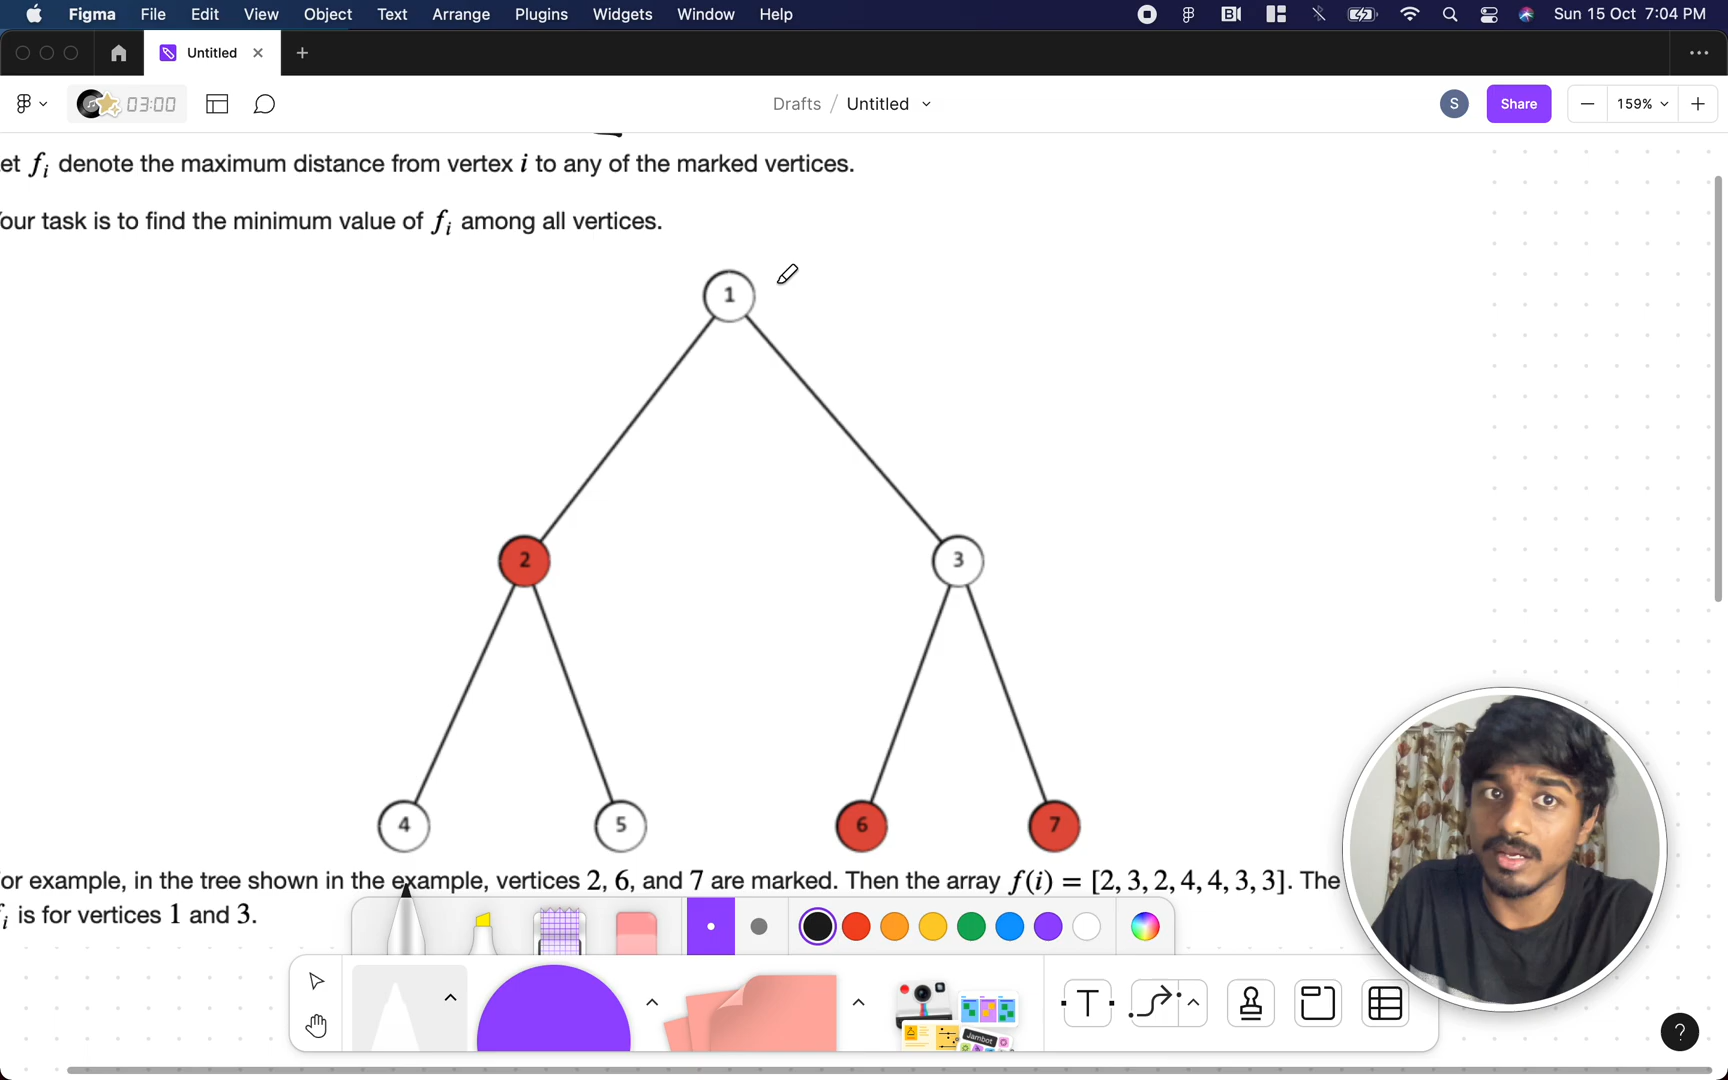 Figma File Edit View Object Text Arrange Plugins Widgets Window Help Sun 15 Oct 7:04 PM
Untitled
03:00 Drafts / Untitled S Share 159%
et fi denote the maximum distance from vertex i to any of the marked vertices.
our task is to find the minimum value of fi among all vertices.
1
2 3
4 5 6 7
or example, in the tree shown in the example, vertices 2, 6, and 7 are marked. Then the array f(i) = [2, 3, 2, 4, 4, 3, 3]. The
fi is for vertices 1 and 3.
T
Jambot
?